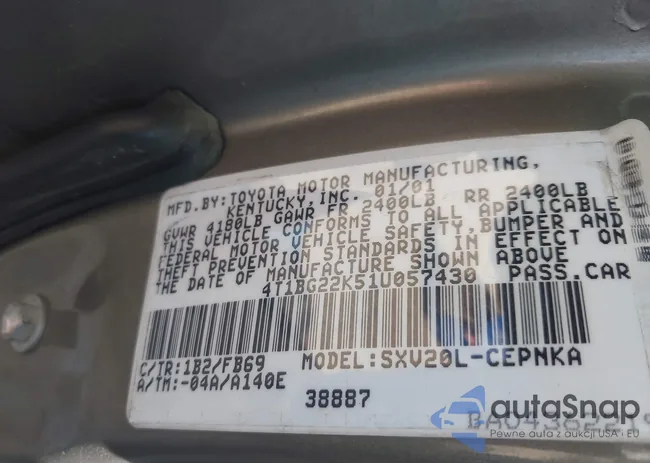 MFD.BY:TOYOTA MOTOR MANUFACTURING,
KENTUCKY, INC. 01/01
GVWR 4180LB GAWR FR 2400LB RR 2400LB
THIS VEHICLE CONFORMS TO ALL APPLICABLE
FEDERAL MOTOR VEHICLE SAFETY, BUMPER AND
THEFT PREVENTION STANDARDS IN EFFECT ON
THE DATE OF MANUFACTURE SHOWN ABOVE
4T1BG22K51U057430 PASS.CAR
C/TR:1B2/FB69 MODEL:SXV20L-CEPNKA
A/TM:-04A/A140E
38887
autoSnap
Pewne auta z aukcji USA i EU